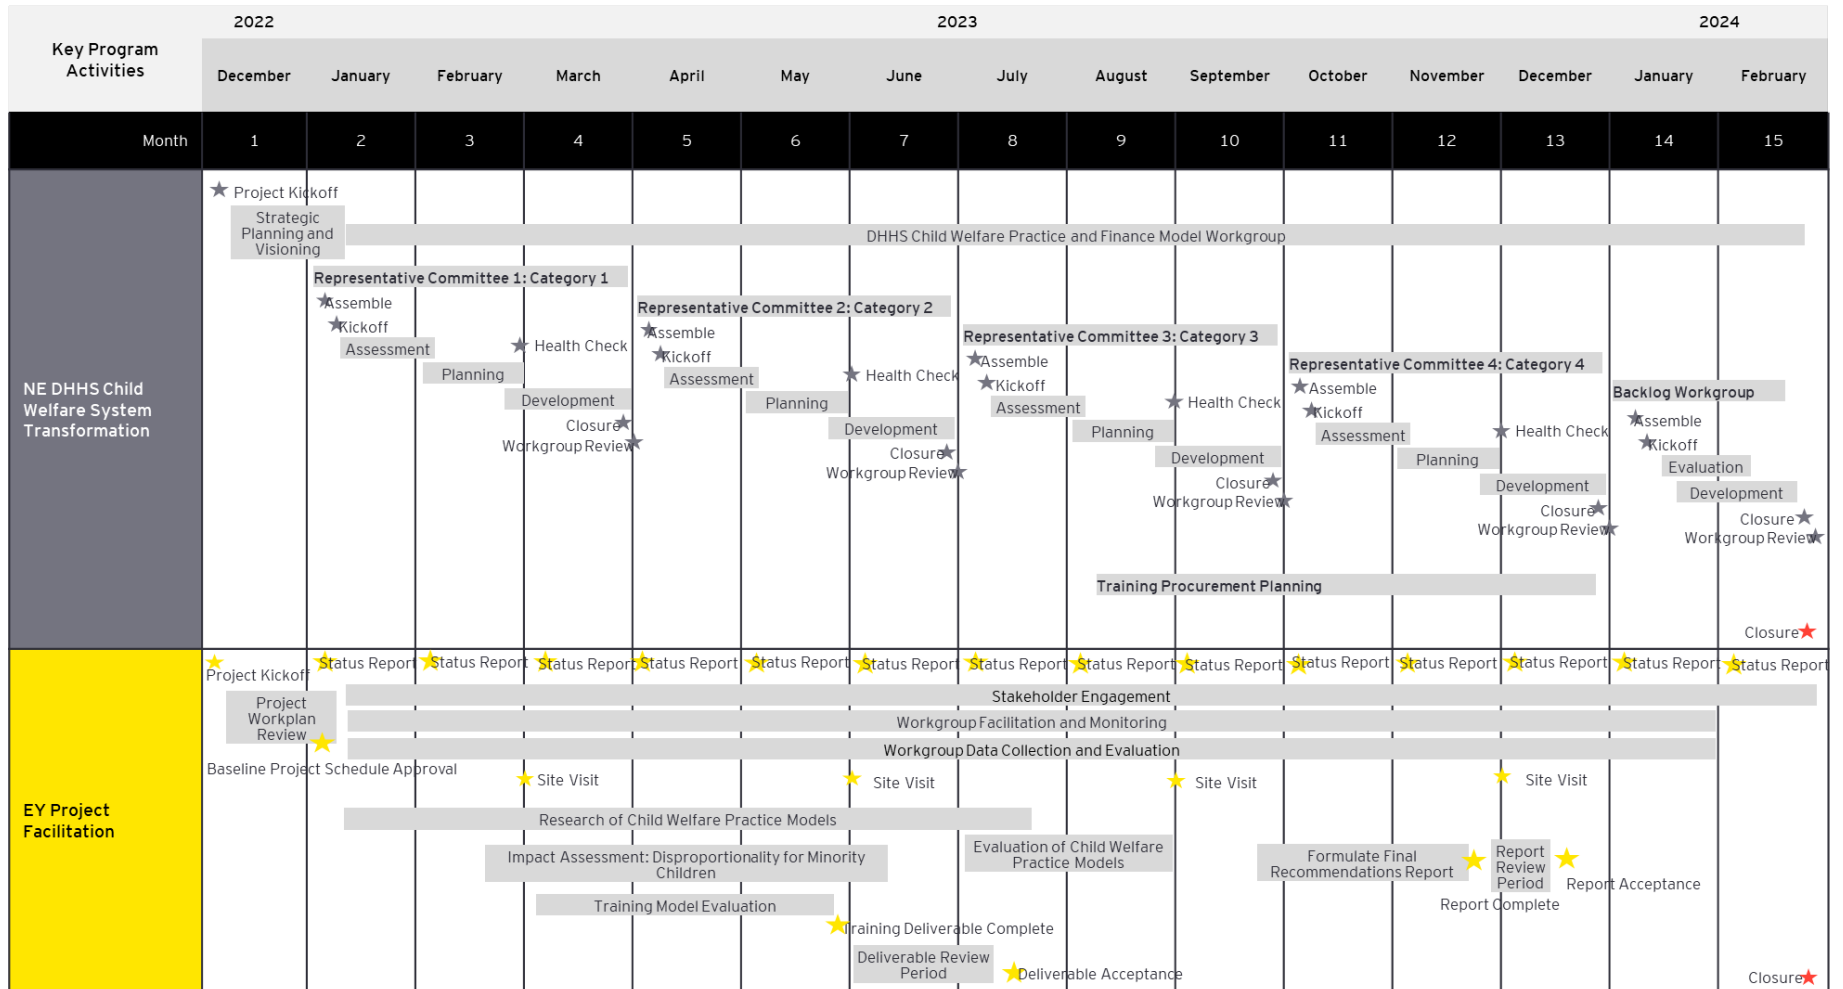 2022 2023 2024
Key Program
Activities
December January February March April May June July August September October November December January February
Month 1 2 3 4 5 6 7 8 9 10 11 12 13 14 15
NE DHHS Child
Welfare System
Transformation
Project Kickoff
Strategic
Planning and
Visioning
DHHS Child Welfare Practice and Finance Model Workgroup
Representative Committee 1: Category 1
Assemble
Kickoff
Assessment
Health Check
Planning
Development
Closure
Workgroup Review
Representative Committee 2: Category 2
Assemble
Kickoff
Assessment
Health Check
Planning
Development
Closure
Workgroup Review
Representative Committee 3: Category 3
Assemble
Kickoff
Assessment
Health Check
Planning
Development
Closure
Workgroup Review
Representative Committee 4: Category 4
Assemble
Kickoff
Assessment
Health Check
Planning
Development
Closure
Workgroup Review
Backlog Workgroup
Assemble
Kickoff
Evaluation
Development
Closure
Workgroup Review
Training Procurement Planning
Closure
EY Project
Facilitation
Project Kickoff
Status Report Status Report Status Report Status Report Status Report Status Report Status Report Status Report Status Report Status Report Status Report Status Report Status Report Status Report
Project
Workplan
Review
Baseline Project Schedule Approval
Stakeholder Engagement
Workgroup Facilitation and Monitoring
Workgroup Data Collection and Evaluation
Site Visit Site Visit Site Visit Site Visit
Research of Child Welfare Practice Models
Impact Assessment: Disproportionality for Minority
Children
Training Model Evaluation
Training Deliverable Complete
Deliverable Review
Period
Deliverable Acceptance
Evaluation of Child Welfare
Practice Models
Formulate Final
Recommendations Report
Report Complete
Report
Review
Period
Report Acceptance
Closure